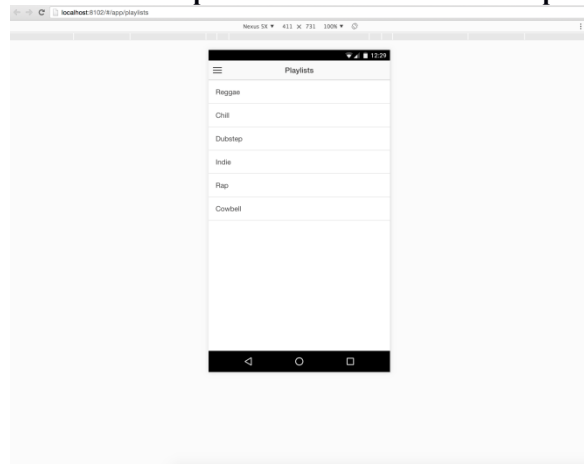 localhost:8102/#/app/playlists
Nexus 5X ▼ 411 × 731 100% ▼
12:29
Playlists
Reggae
Chill
Dubstep
Indie
Rap
Cowbell